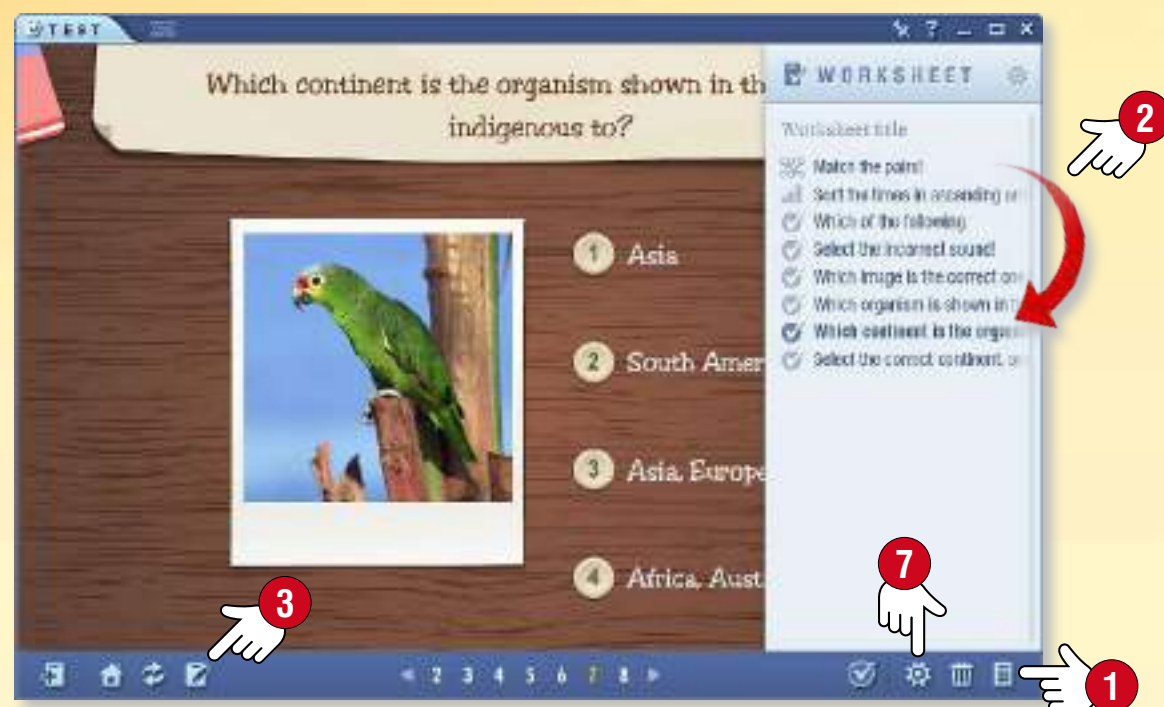 TEST
Which continent is the organism shown in th
indigenous to?
1 Asia
2 South Amer
3 Asia, Europe
4 Africa, Aust
WORKSHEET
Worksheet title
Match the pairs!
Sort the times in ascending or
Which of the following
Select the incorrect sound!
Which image is the correct one
Which organism is shown in t
Which continent is the organi
Select the correct continent, or
2
3
7
1
2 3 4 5 6 7 8